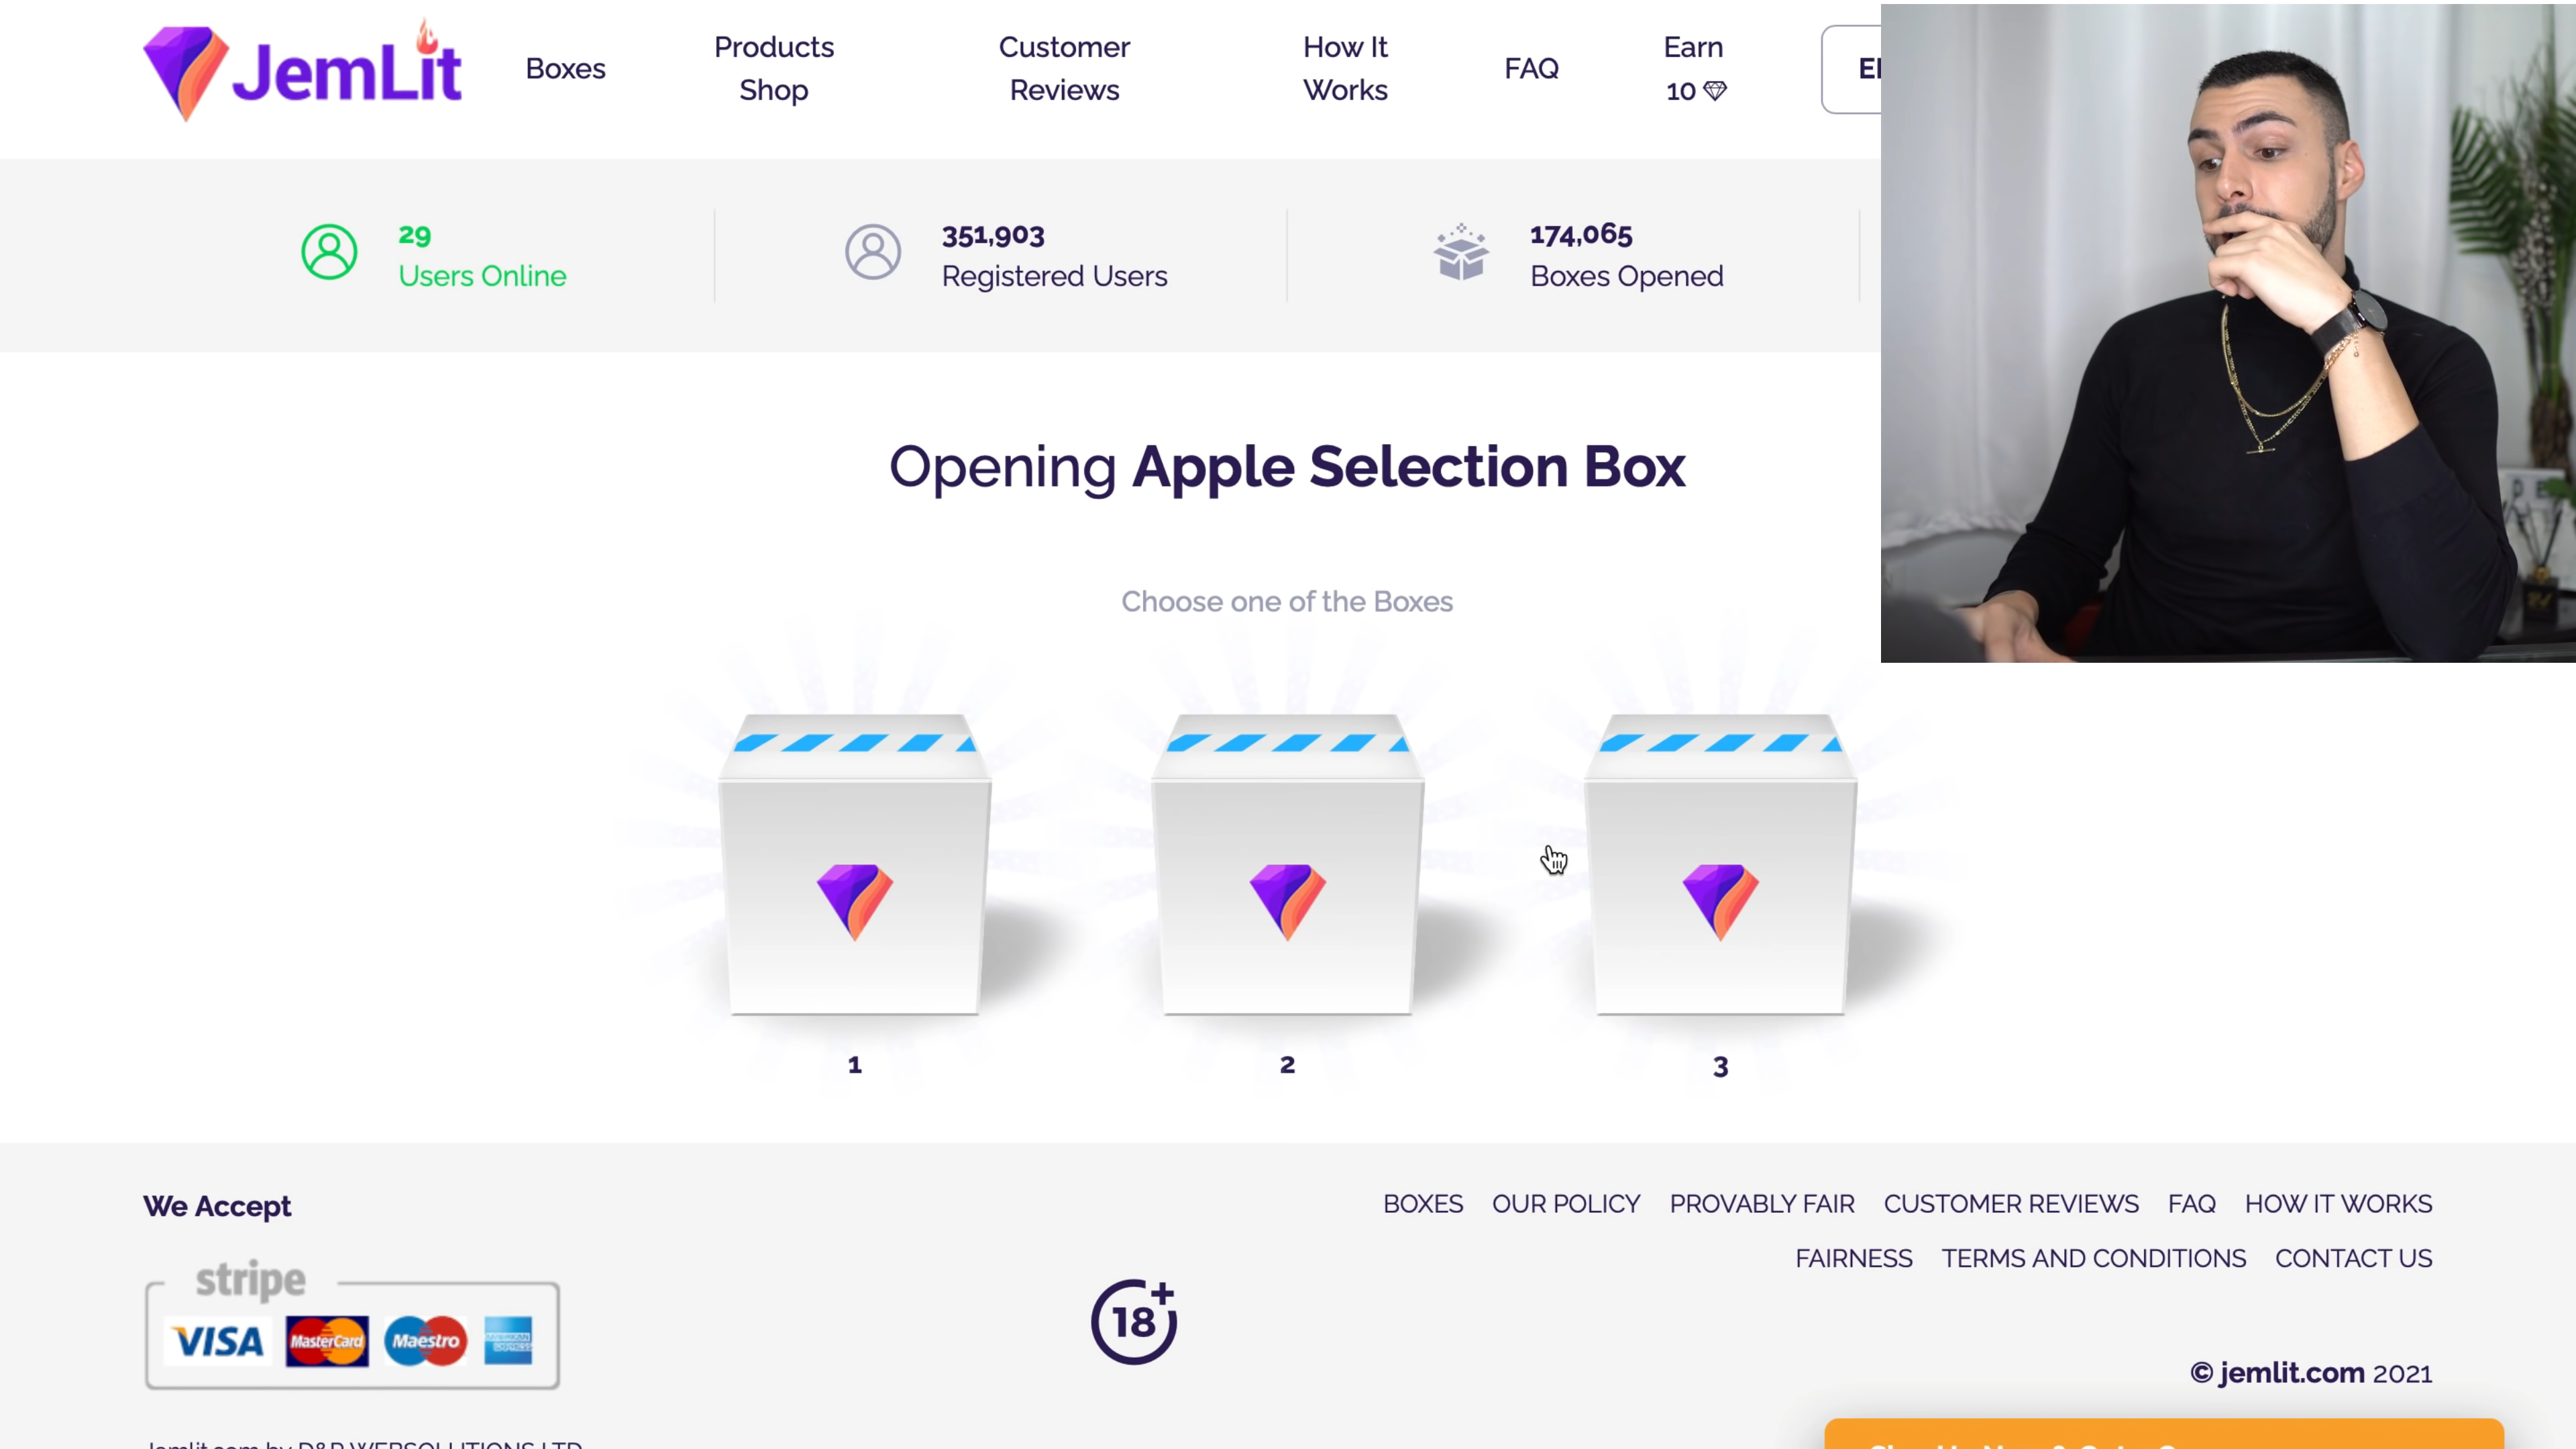 JemLit
Boxes
Products
Shop
Customer
Reviews
How It
Works
FAQ
Earn
10
29
Users Online
351,903
Registered Users
174,065
Boxes Opened
Opening Apple Selection Box
Choose one of the Boxes
1
2
3
We Accept
stripe
VISA
MasterCard
Maestro
AMERICAN
EXPRESS
18+
BOXES OUR POLICY PROVABLY FAIR CUSTOMER REVIEWS FAQ HOW IT WORKS
FAIRNESS TERMS AND CONDITIONS CONTACT US
© jemlit.com 2021
Jemlit.com by D&P WEBSOLUTIONS LTD